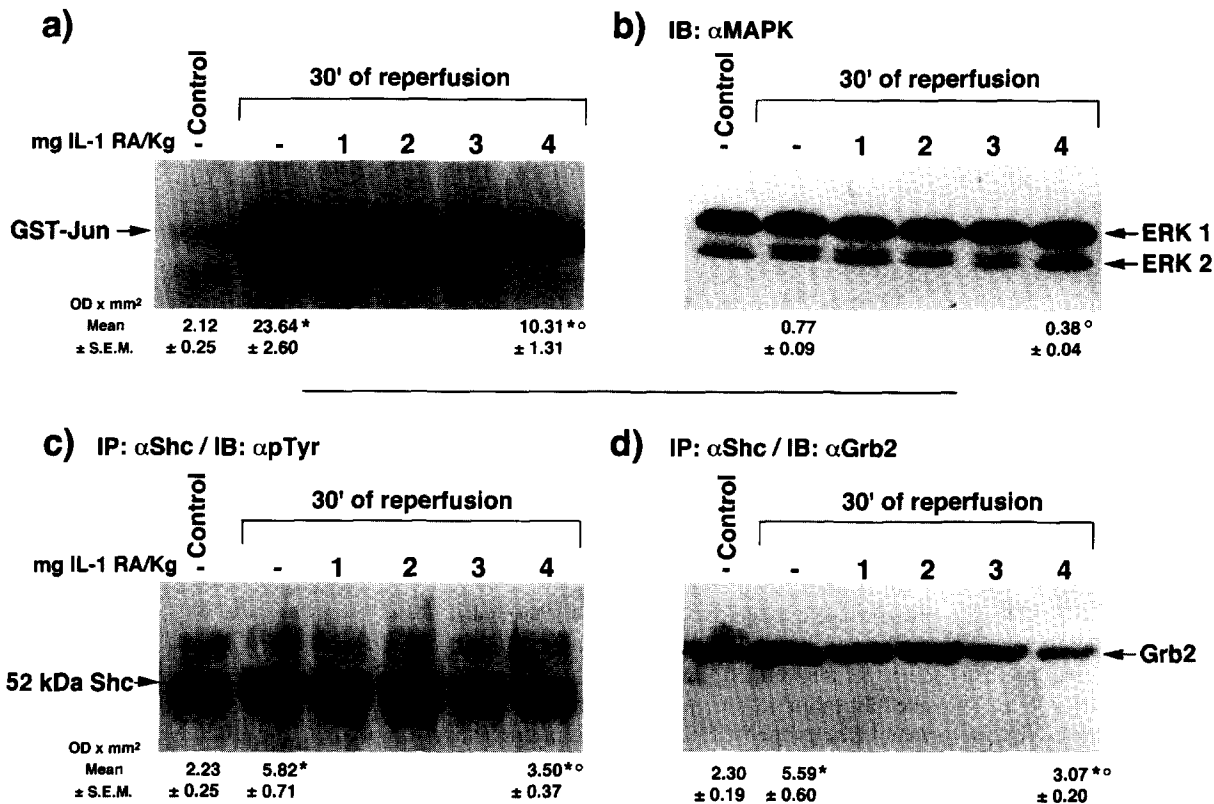 a)
Control
30' of reperfusion
mg IL-1 RA/Kg - - 1 2 3 4
GST-Jun
OD x mm²
Mean 2.12 23.64 * 10.31 * °
± S.E.M. ± 0.25 ± 2.60 ± 1.31
b) IB: αMAPK
Control
30' of reperfusion
- - 1 2 3 4
ERK 1
ERK 2
0.77 0.38 °
± 0.09 ± 0.04
c) IP: αShc / IB: αpTyr
Control
30' of reperfusion
mg IL-1 RA/Kg - - 1 2 3 4
52 kDa Shc
OD x mm²
Mean 2.23 5.82 * 3.50 * °
± S.E.M. ± 0.25 ± 0.71 ± 0.37
d) IP: αShc / IB: αGrb2
Control
30' of reperfusion
- - 1 2 3 4
Grb2
2.30 5.59 * 3.07 * °
± 0.19 ± 0.60 ± 0.20